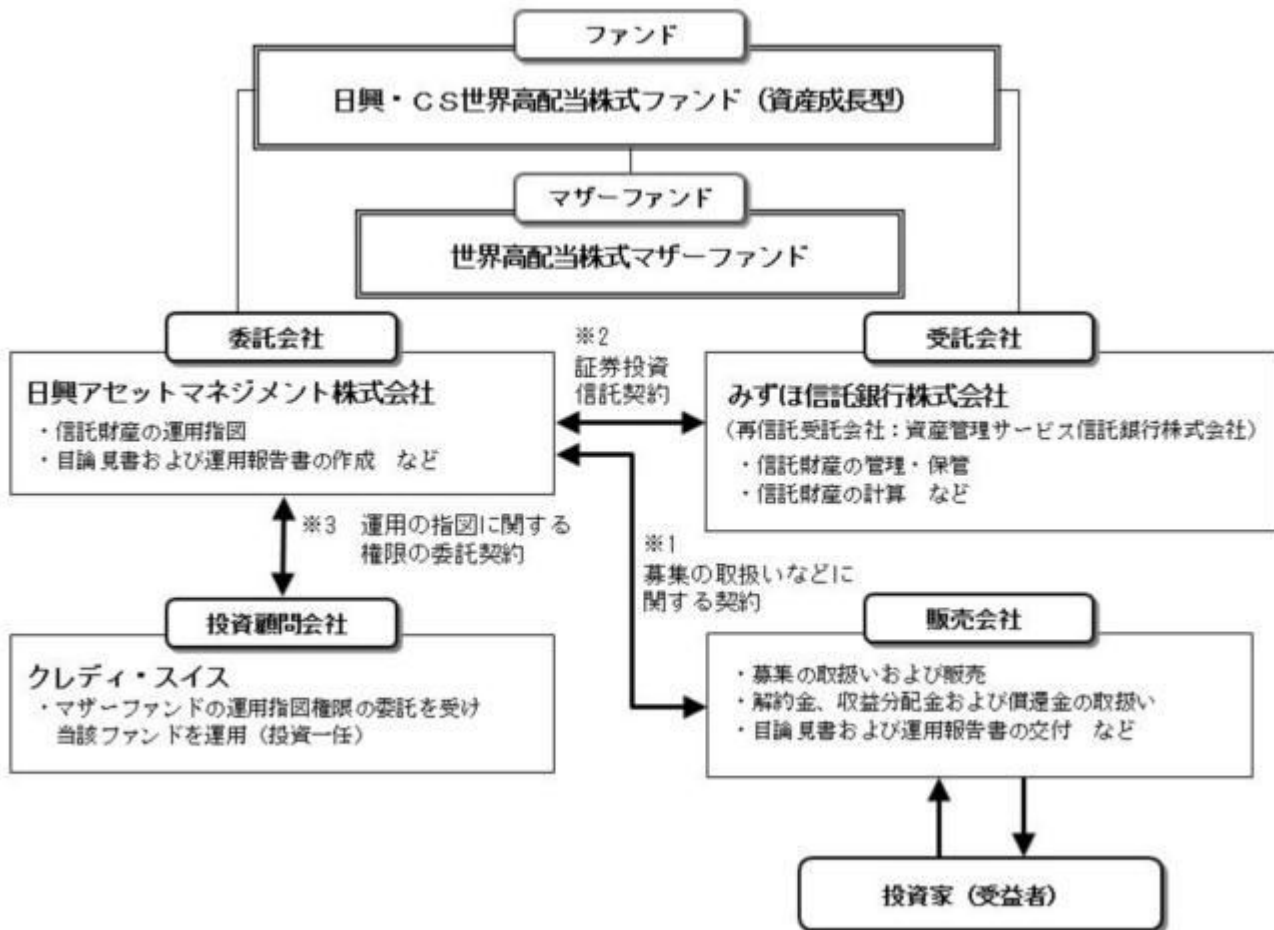 ファンド
日興・ＣＳ世界高配当株式ファンド（資産成長型）
マザーファンド
世界高配当株式マザーファンド
委託会社
日興アセットマネジメント株式会社
・信託財産の運用指図
・目論見書および運用報告書の作成　など
※2
証券投資
信託契約
受託会社
みずほ信託銀行株式会社
（再信託受託会社：資産管理サービス信託銀行株式会社）
・信託財産の管理・保管
・信託財産の計算　など
※3　運用の指図に関する
権限の委託契約
※1
募集の取扱いなどに
関する契約
投資顧問会社
クレディ・スイス
・マザーファンドの運用指図権限の委託を受け
当該ファンドを運用（投資一任）
販売会社
・募集の取扱いおよび販売
・解約金、収益分配金および償還金の取扱い
・目論見書および運用報告書の交付　など
投資家（受益者）